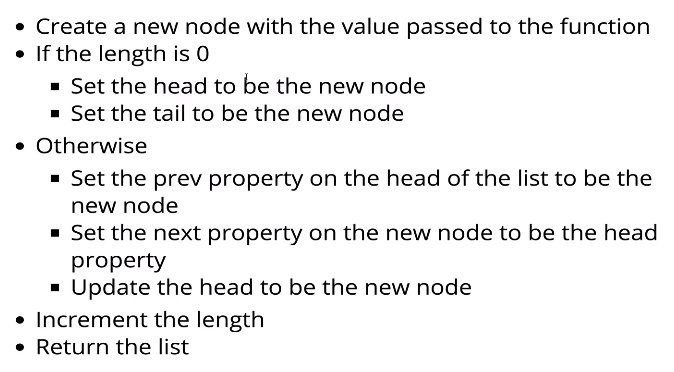 Create a new node with the value passed to the function
If the length is 0
Set the head to be the new node
Set the tail to be the new node
Otherwise
Set the prev property on the head of the list to be the
new node
Set the next property on the new node to be the head
property
Update the head to be the new node
Increment the length
Return the list